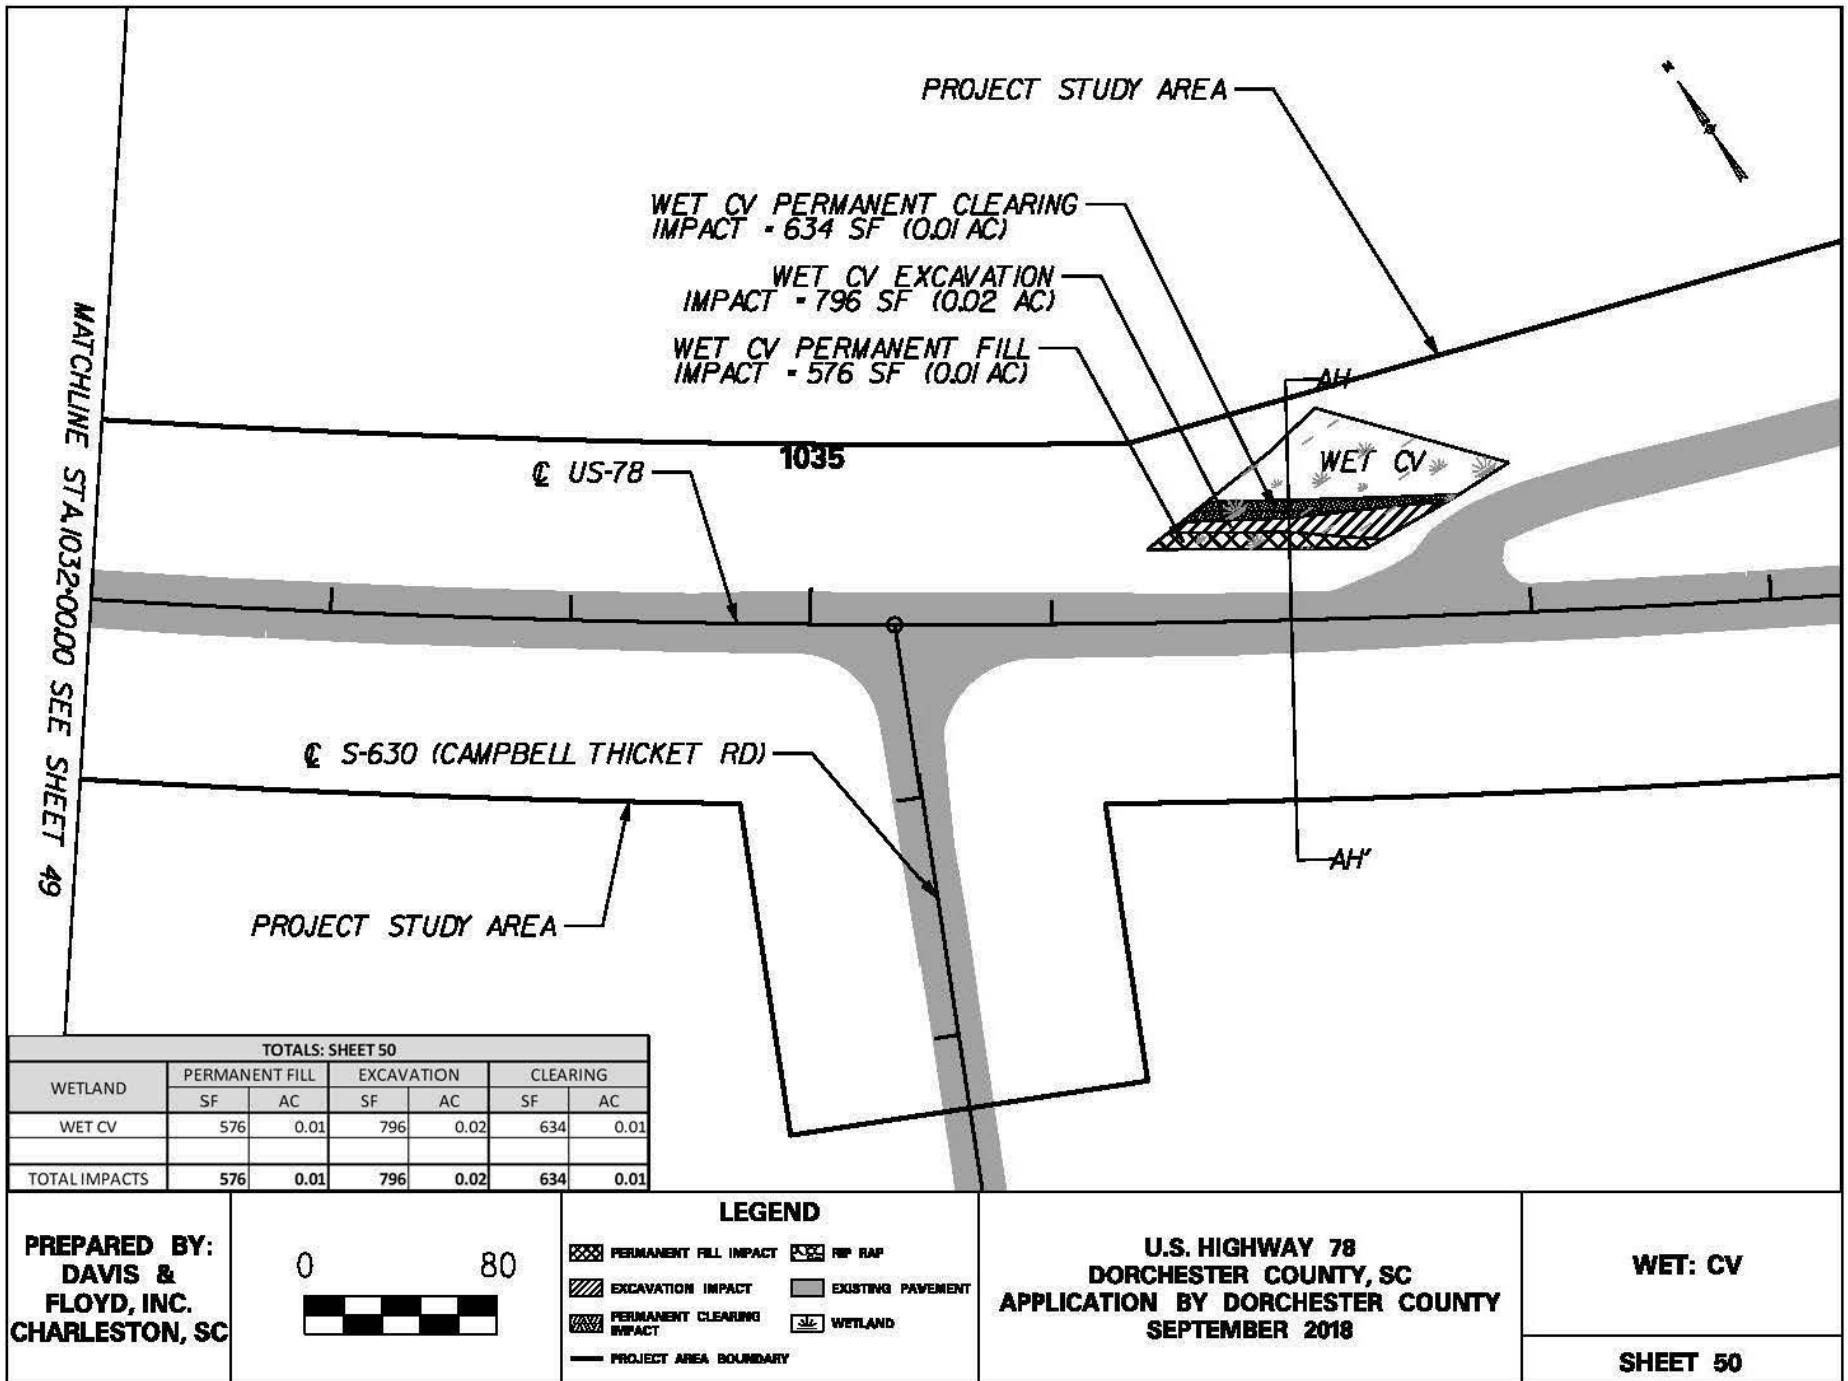 PROJECT STUDY AREA
N
WET CV PERMANENT CLEARING
IMPACT = 634 SF (0.01 AC)
WET CV EXCAVATION
IMPACT = 796 SF (0.02 AC)
WET CV PERMANENT FILL
IMPACT = 576 SF (0.01 AC)
AH
WET CV
1035
℄ US-78
MATCHLINE STA.1032+00.00 SEE SHEET 49
℄ S-630 (CAMPBELL THICKET RD)
AH'
PROJECT STUDY AREA
TOTALS: SHEET 50
WETLAND PERMANENT FILL EXCAVATION CLEARING
SF AC SF AC SF AC
WET CV 576 0.01 796 0.02 634 0.01
TOTAL IMPACTS 576 0.01 796 0.02 634 0.01
PREPARED BY:
DAVIS &
FLOYD, INC.
CHARLESTON, SC
0 80
LEGEND
PERMANENT FILL IMPACT RIP RAP
EXCAVATION IMPACT EXISTING PAVEMENT
PERMANENT CLEARING
IMPACT
WETLAND
PROJECT AREA BOUNDARY
U.S. HIGHWAY 78
DORCHESTER COUNTY, SC
APPLICATION BY DORCHESTER COUNTY
SEPTEMBER 2018
WET: CV
SHEET 50